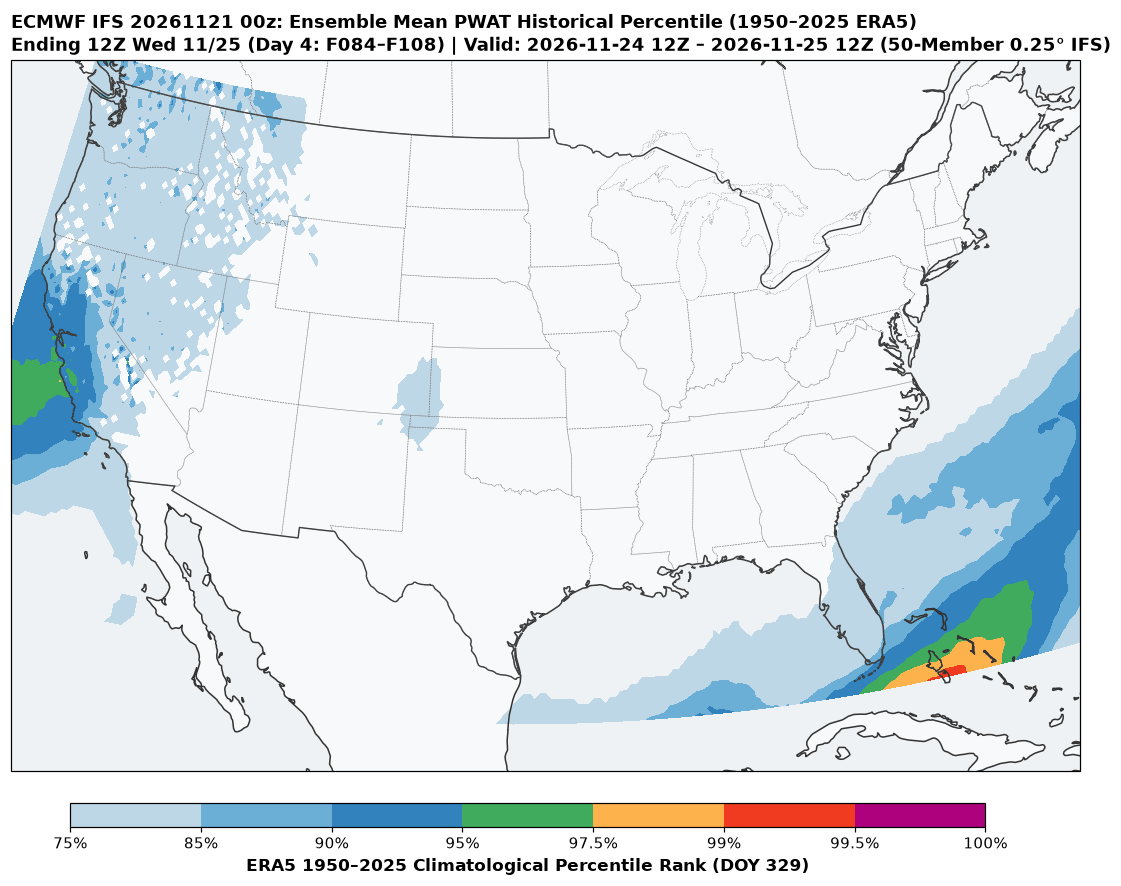 ECMWF IFS 20261121 00z: Ensemble Mean PWAT Historical Percentile (1950–2025 ERA5)
Ending 12Z Wed 11/25 (Day 4: F084–F108) | Valid: 2026-11-24 12Z – 2026-11-25 12Z (50-Member 0.25° IFS)
75% 85% 90% 95% 97.5% 99% 99.5% 100%
ERA5 1950–2025 Climatological Percentile Rank (DOY 329)